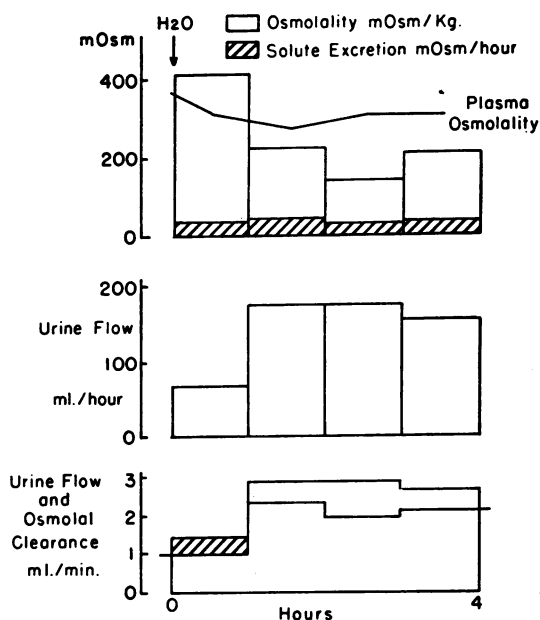 H2O
mOsm
Osmolality mOsm/Kg.
Solute Excretion mOsm/hour
400
Plasma
Osmolality
200
0
200
Urine Flow
100
ml./hour
0
3
Urine Flow
and
2
Osmolal
Clearance
1
ml./min.
0
0
Hours
4